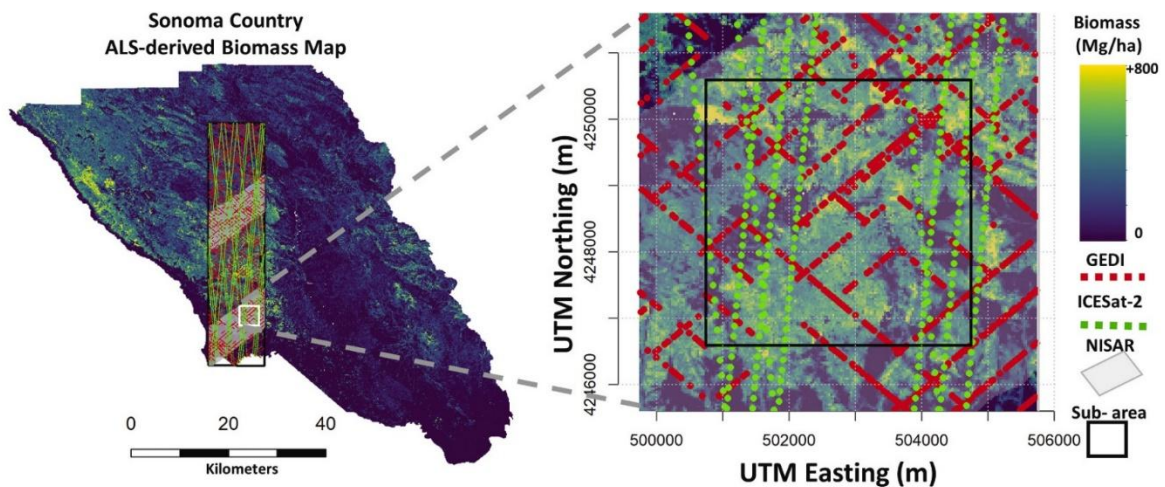 Sonoma Country
ALS-derived Biomass Map
0 20 40
Kilometers
UTM Northing (m)
4250000
4248000
4246000
500000 502000 504000 506000
UTM Easting (m)
Biomass
(Mg/ha)
+800
0
GEDI
ICESat-2
NISAR
Sub- area